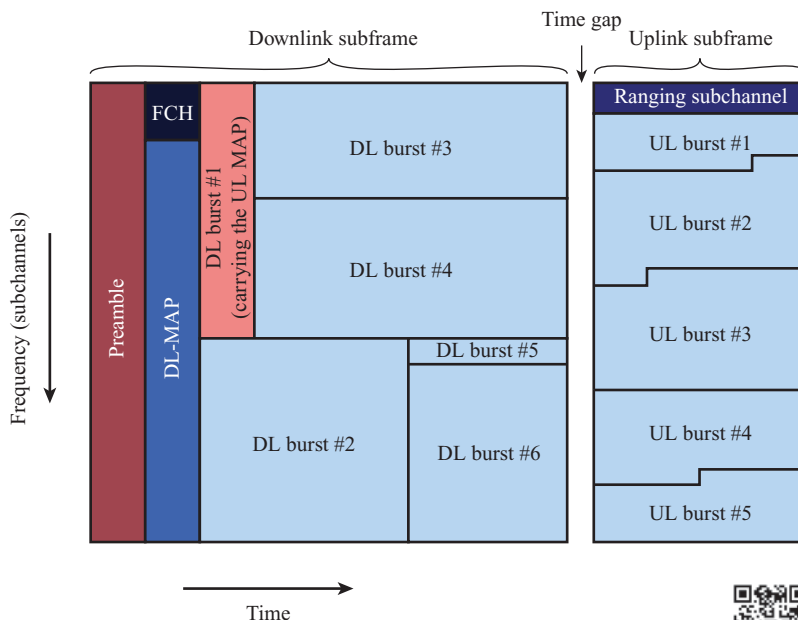 Time gap
Downlink subframe
Uplink subframe
Preamble
FCH
DL-MAP
DL burst #1
(carrying the UL MAP)
DL burst #3
DL burst #4
DL burst #2
DL burst #5
DL burst #6
Ranging subchannel
UL burst #1
UL burst #2
UL burst #3
UL burst #4
UL burst #5
Frequency (subchannels)
Time